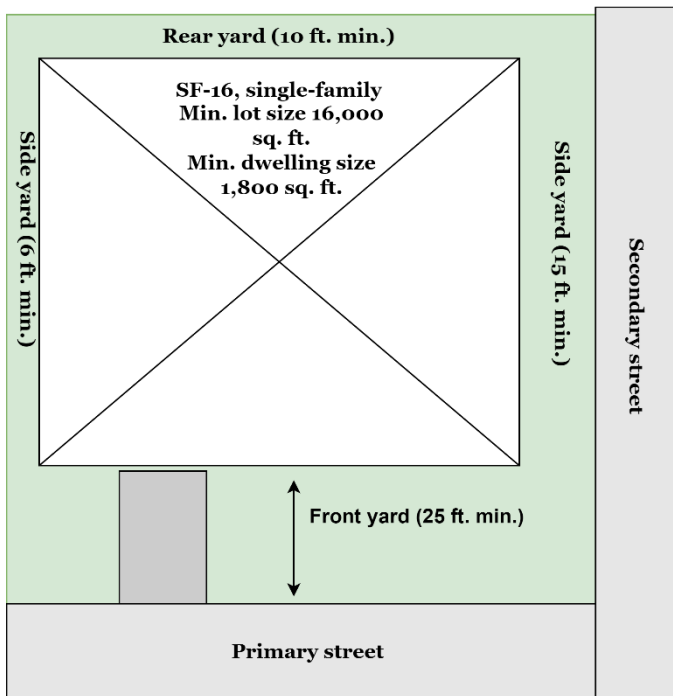 Rear yard (10 ft. min.)
SF-16, single-family
Min. lot size 16,000
sq. ft.
Min. dwelling size
1,800 sq. ft.
Side yard (6 ft. min.)
Side yard (15 ft. min.)
Secondary street
Front yard (25 ft. min.)
Primary street